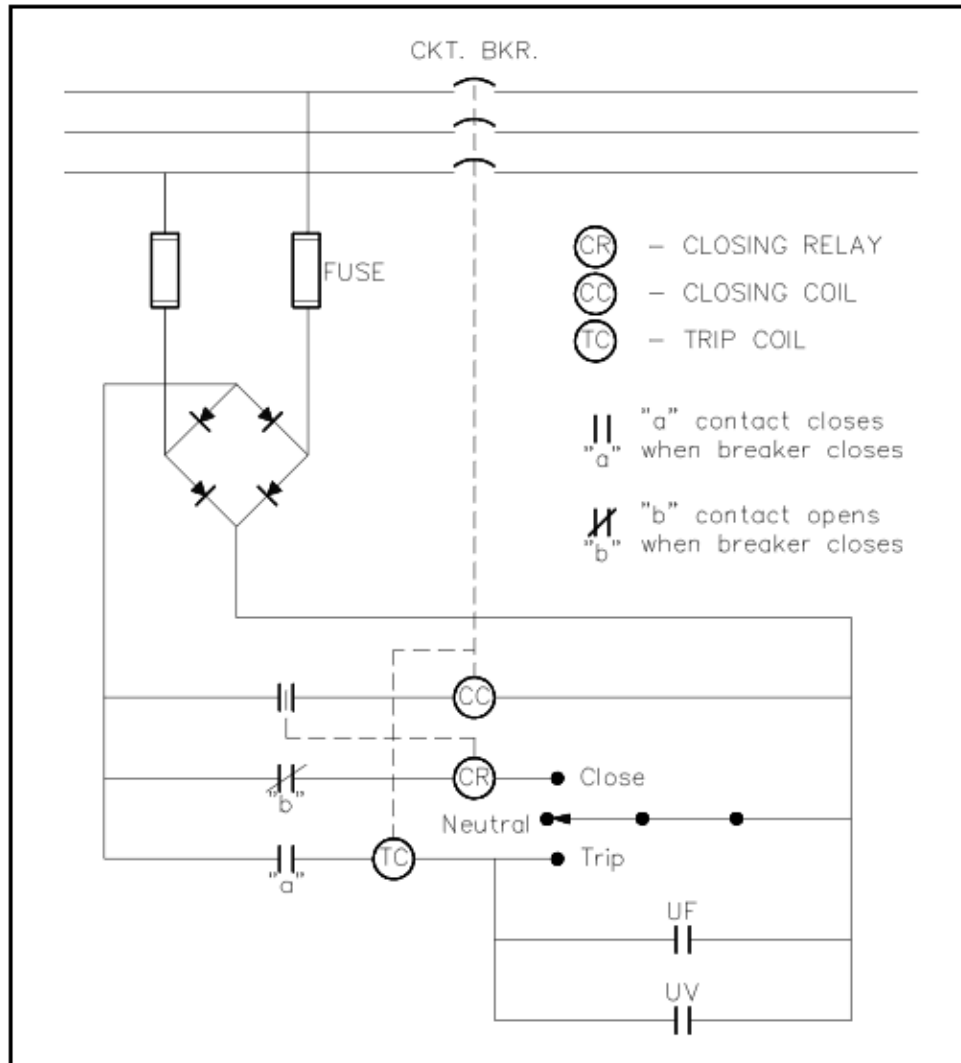 CKT. BKR.
FUSE
CR – CLOSING RELAY
CC – CLOSING COIL
TC – TRIP COIL
"a" contact closes
"a" when breaker closes
"b" contact opens
"b" when breaker closes
CC
CR
Close
"b"
Neutral
TC
Trip
"a"
UF
UV